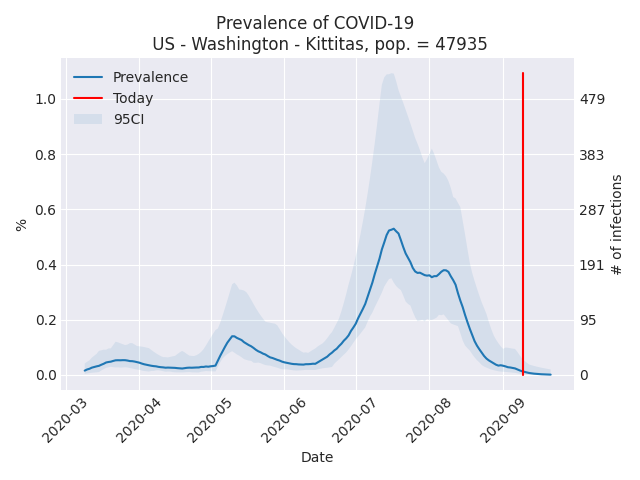 Prevalence of COVID-19
US - Washington - Kittitas, pop. = 47935
Prevalence
Today
95CI
1.0
0.8
0.6
0.4
0.2
0.0
%
479
383
287
191
95
0
# of infections
2020-03
2020-04
2020-05
2020-06
2020-07
2020-08
2020-09
Date